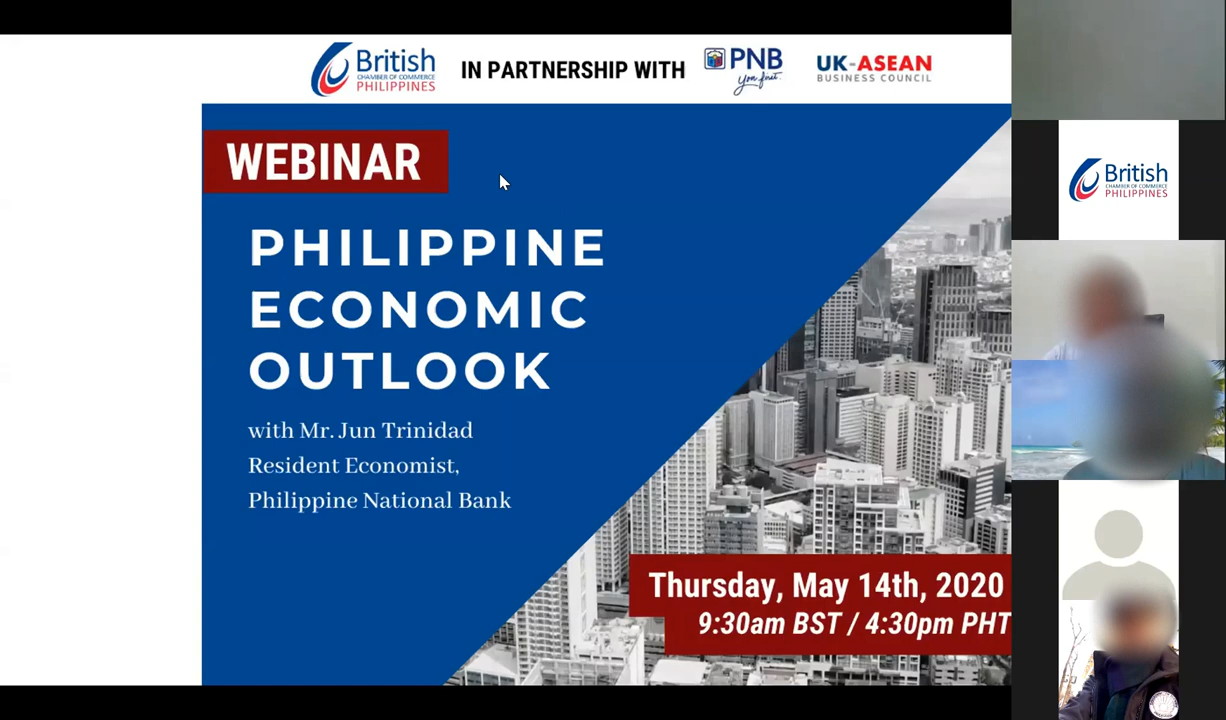 British
CHAMBER OF COMMERCE
PHILIPPINES
IN PARTNERSHIP WITH
PNB
You first.
UK-ASEAN
BUSINESS COUNCIL
WEBINAR
PHILIPPINE
ECONOMIC
OUTLOOK
with Mr. Jun Trinidad
Resident Economist,
Philippine National Bank
Thursday, May 14th, 2020
9:30am BST / 4:30pm PHT
British
CHAMBER OF COMMERCE
PHILIPPINES